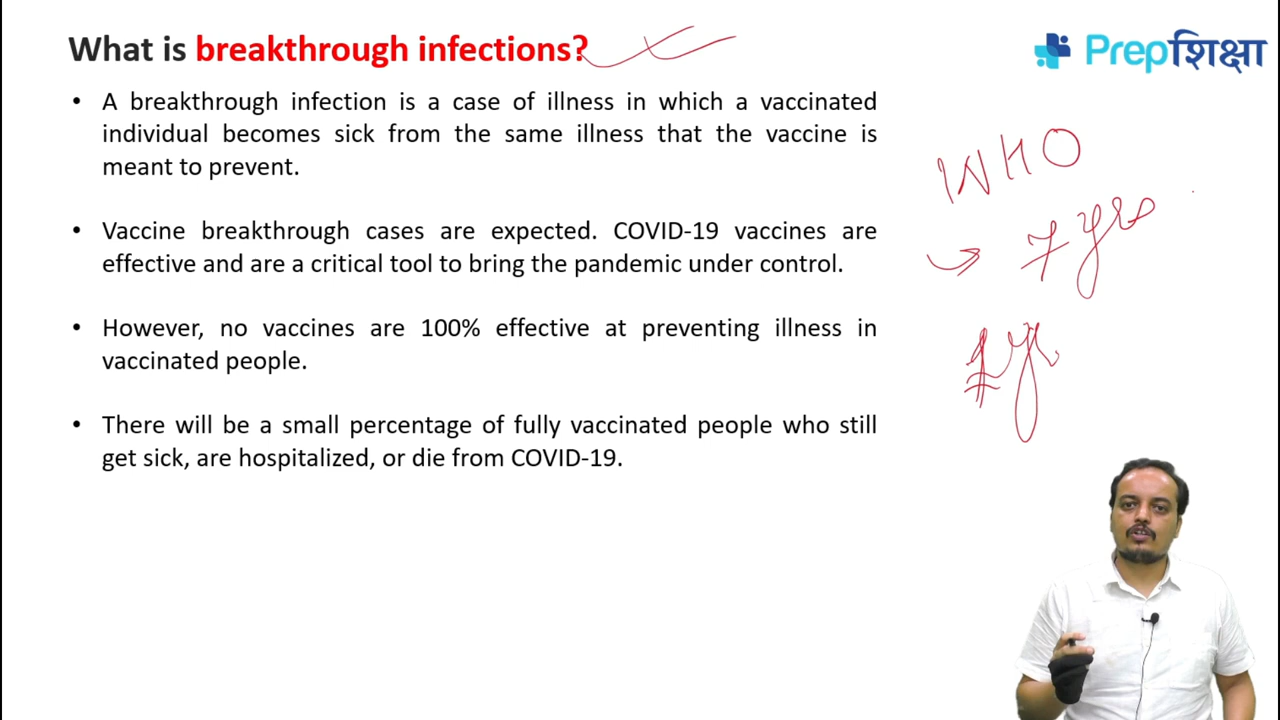 What is breakthrough infections?
Prepशिक्षा
• A breakthrough infection is a case of illness in which a vaccinated
individual becomes sick from the same illness that the vaccine is
meant to prevent.
• Vaccine breakthrough cases are expected. COVID-19 vaccines are
effective and are a critical tool to bring the pandemic under control.
• However, no vaccines are 100% effective at preventing illness in
vaccinated people.
• There will be a small percentage of fully vaccinated people who still
get sick, are hospitalized, or die from COVID-19.
WHO
→ 7 yrs